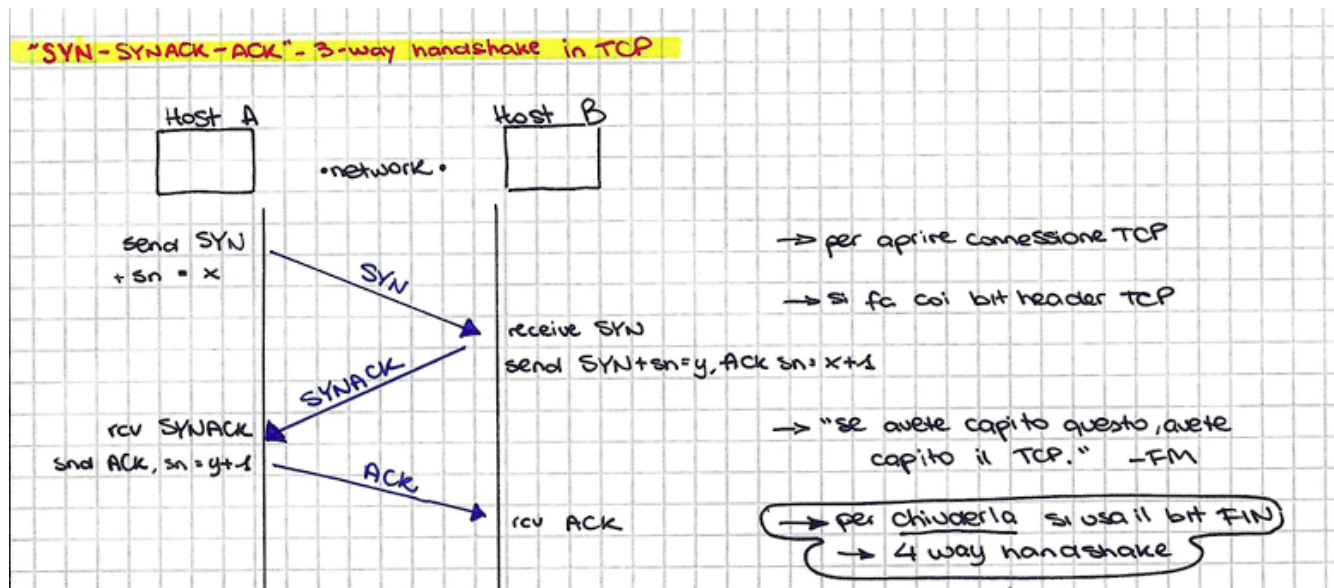 "SYN-SYNACK-ACK" - 3-way handshake in TCP
Host A
Host B
•network•
send SYN
+ sn = x
SYN
→ per aprire connessione TCP
→ si fa coi bit header TCP
receive SYN
send SYN+sn=y, ACK sn=x+1
SYNACK
rcv SYNACK
snd ACK, sn=y+1
→ "se avete capito questo, avete
capito il TCP." -FM
ACK
rcv ACK
→ per chiuderla si usa il bit FIN
→ 4 way handshake